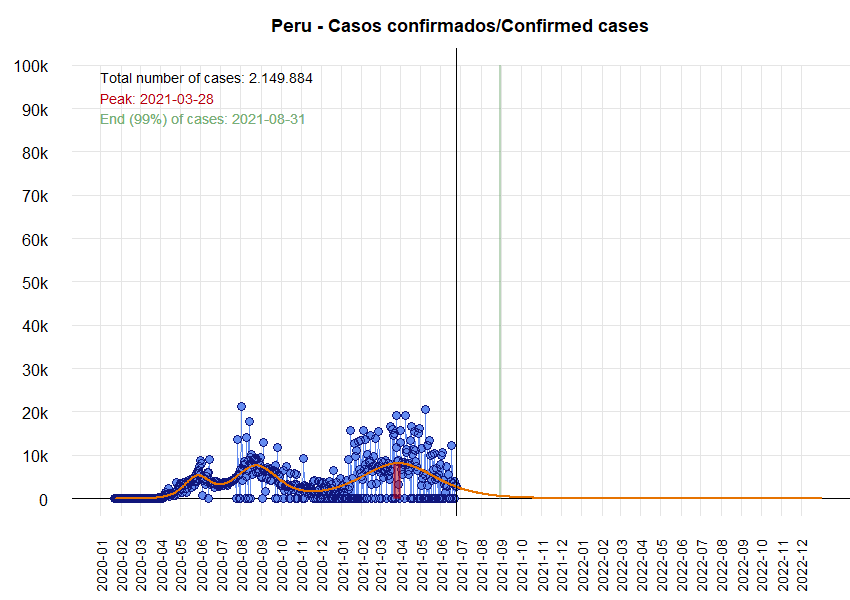 Peru - Casos confirmados/Confirmed cases
100k
90k
80k
70k
60k
50k
40k
30k
20k
10k
0
Total number of cases: 2.149.884
Peak: 2021-03-28
End (99%) of cases: 2021-08-31
2020-01
2020-02
2020-03
2020-04
2020-05
2020-06
2020-07
2020-08
2020-09
2020-10
2020-11
2020-12
2021-01
2021-02
2021-03
2021-04
2021-05
2021-06
2021-07
2021-08
2021-09
2021-10
2021-11
2021-12
2022-01
2022-02
2022-03
2022-04
2022-05
2022-06
2022-07
2022-08
2022-09
2022-10
2022-11
2022-12